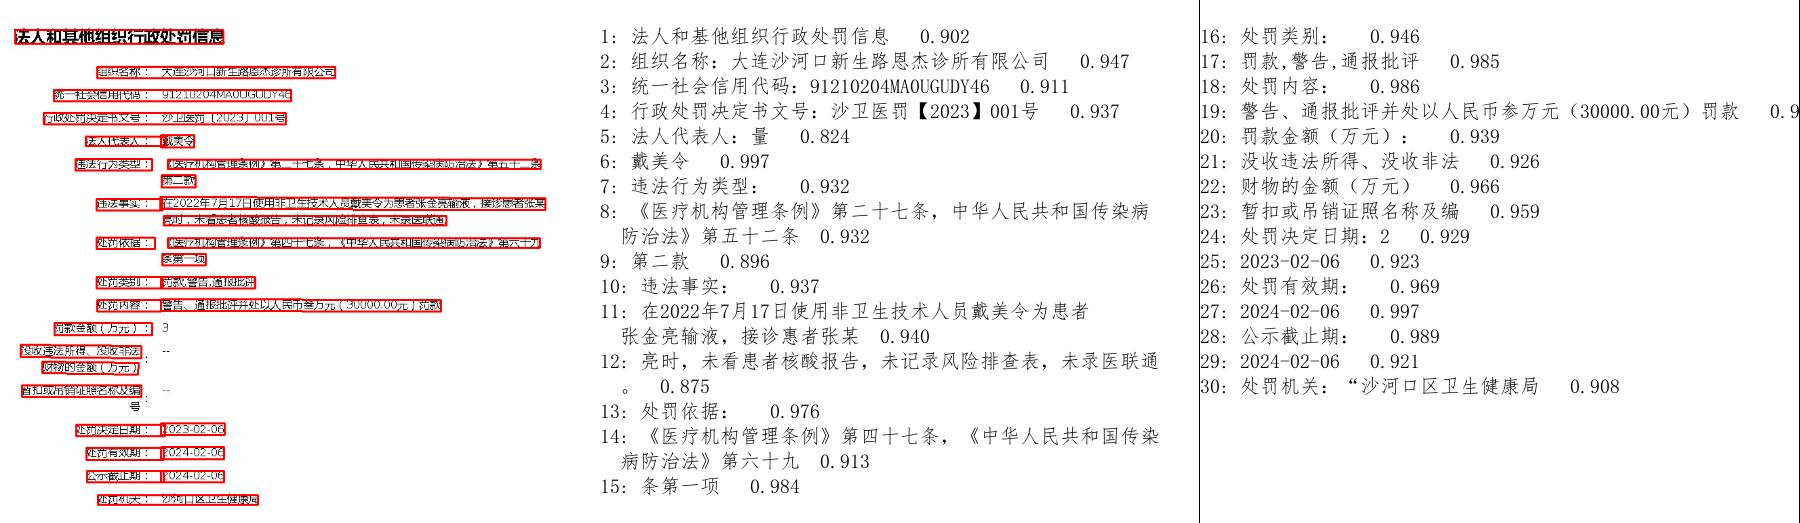 法人和其他组织行政处罚信息
组织名称： 大连沙河口新生路恩杰诊所有限公司
统一社会信用代码： 91210204MA0UGUDY46
行政处罚决定书文号： 沙卫医罚【2023】001号
法人代表人： 戴美令
违法行为类型： 《医疗机构管理条例》第二十七条，中华人民共和国传染病防治法》第五十二条
第二款
违法事实： 在2022年7月17日使用非卫生技术人员戴美令为患者张金亮输液，接诊患者张某
亮时，未看患者核酸报告，未记录风险排查表，未录医联通
处罚依据： 《医疗机构管理条例》第四十七条，《中华人民共和国传染病防治法》第六十九
条第一项
处罚类别： 罚款,警告,通报批评
处罚内容： 警告、通报批评并处以人民币叁万元（30000.00元）罚款
罚款金额（万元）： 3
没收违法所得、没收非法
财物的金额（万元）： --
暂扣或吊销证照名称及编
号： --
处罚决定日期： 2023-02-06
处罚有效期： 2024-02-06
公示截止期： 2024-02-06
处罚机关： 沙河口区卫生健康局
1: 法人和基他组织行政处罚信息 0.902
2: 组织名称：大连沙河口新生路恩杰诊所有限公司 0.947
3: 统一社会信用代码：91210204MA0UGUDY46 0.911
4: 行政处罚决定书文号：沙卫医罚【2023】001号 0.937
5: 法人代表人：量 0.824
6: 戴美令 0.997
7: 违法行为类型： 0.932
8: 《医疗机构管理条例》第二十七条，中华人民共和国传染病
防治法》第五十二条 0.932
9: 第二款 0.896
10: 违法事实： 0.937
11: 在2022年7月17日使用非卫生技术人员戴美令为患者
张金亮输液，接诊惠者张某 0.940
12: 亮时，未看患者核酸报告，未记录风险排查表，未录医联通
。 0.875
13: 处罚依据： 0.976
14: 《医疗机构管理条例》第四十七条，《中华人民共和国传染
病防治法》第六十九 0.913
15: 条第一项 0.984
16: 处罚类别： 0.946
17: 罚款,警告,通报批评 0.985
18: 处罚内容： 0.986
19: 警告、通报批评并处以人民币参万元（30000.00元）罚款 0.9
20: 罚款金额（万元）： 0.939
21: 没收违法所得、没收非法 0.926
22: 财物的金额（万元） 0.966
23: 暂扣或吊销证照名称及编 0.959
24: 处罚决定日期：2 0.929
25: 2023-02-06 0.923
26: 处罚有效期： 0.969
27: 2024-02-06 0.997
28: 公示截止期： 0.989
29: 2024-02-06 0.921
30: 处罚机关：“沙河口区卫生健康局 0.908